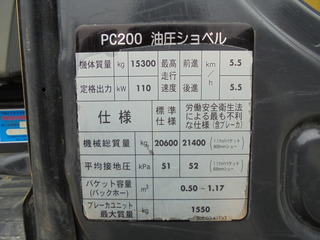 PC200 油圧ショベル
機体質量 kg 15300 最高走行速度 km/h 前進 5.5
定格出力 kW 110 後進 5.5
仕様 標準仕様 労働安全衛生法による最も不利な仕様(含ブレーカ)
機械総質量 kg 20600 21400
平均接地圧 kPa 51 52
バケット容量(バックホー) m³ 0.50 - 1.17
ブレーカユニット最大質量 kg 1550